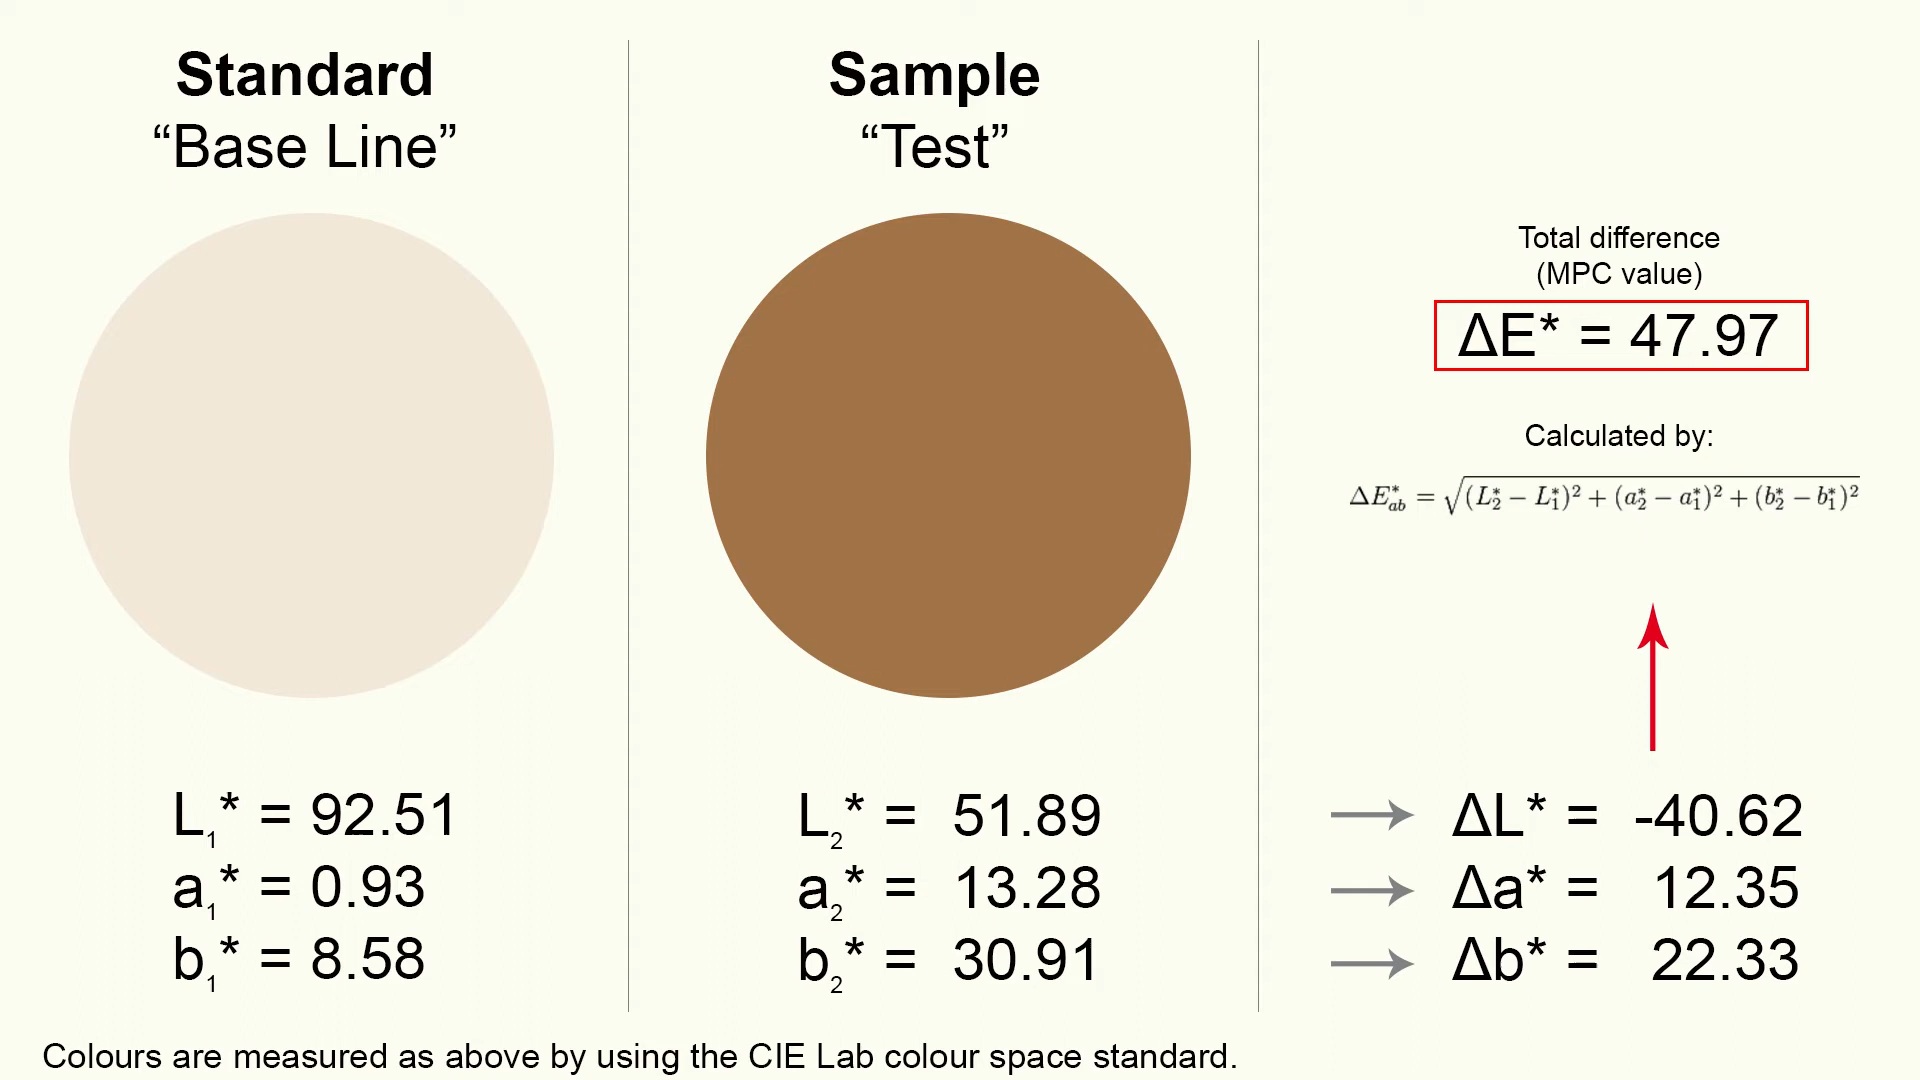 Standard
“Base Line”
L₁* = 92.51
a₁* = 0.93
b₁* = 8.58
Sample
“Test”
L₂* = 51.89
a₂* = 13.28
b₂* = 30.91
Total difference
(MPC value)
ΔE* = 47.97
Calculated by:
ΔE*ab = √(L*2 − L*1)² + (a*2 − a*1)² + (b*2 − b*1)²
ΔL* = -40.62
Δa* = 12.35
Δb* = 22.33
Colours are measured as above by using the CIE Lab colour space standard.